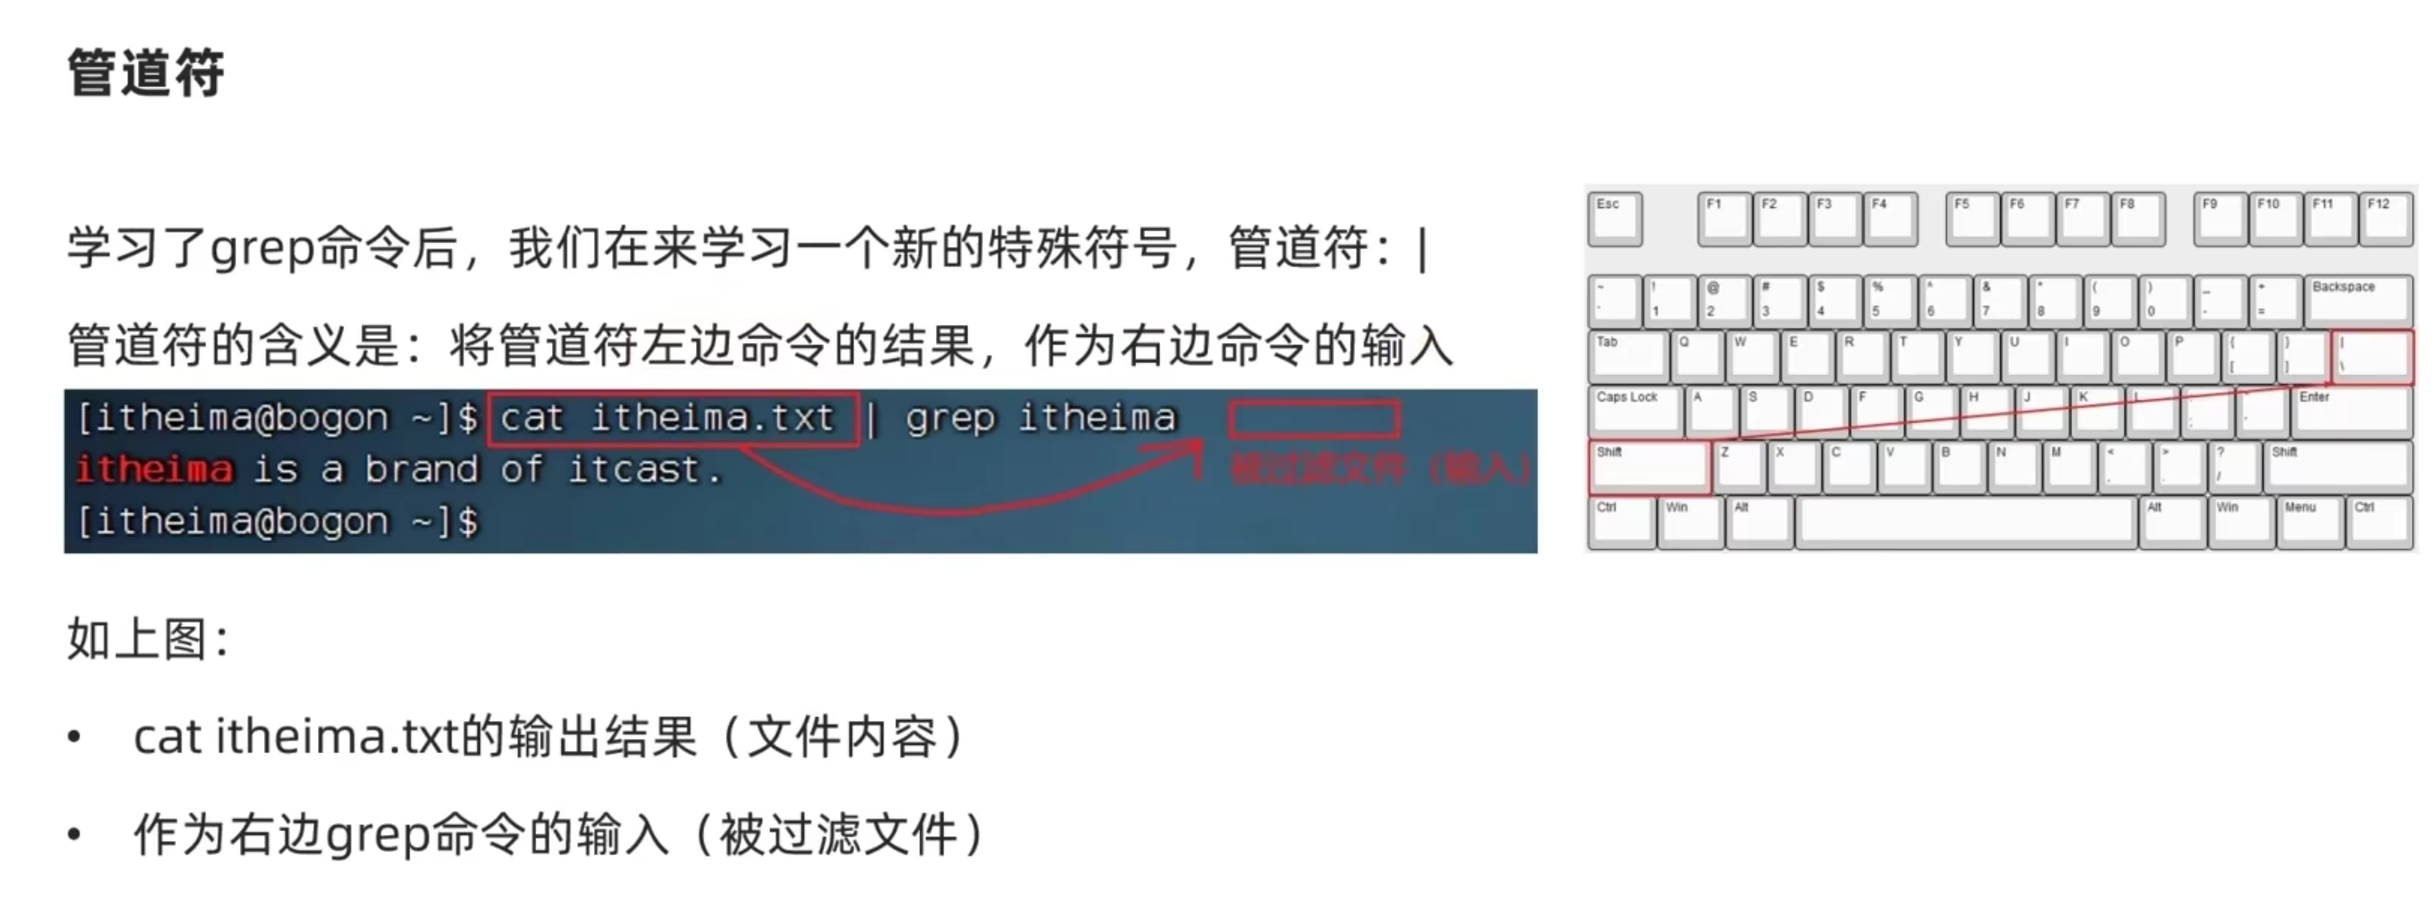 管道符
学习了grep命令后，我们在来学习一个新的特殊符号，管道符：|
管道符的含义是：将管道符左边命令的结果，作为右边命令的输入
[itheima@bogon ~]$ cat itheima.txt | grep itheima
itheima is a brand of itcast.
被过滤文件（输入）
[itheima@bogon ~]$
如上图：
• cat itheima.txt的输出结果（文件内容）
• 作为右边grep命令的输入（被过滤文件）
Esc F1 F2 F3 F4 F5 F6 F7 F8 F9 F10 F11 F12
~ ! @ # $ % ^ & * ( ) _ + Backspace
1 2 3 4 5 6 7 8 9 0 - =
Tab Q W E R T Y U I O P { } |
[ ] \
Caps Lock A S D F G H J K L : Enter
;
Shift Z X C V B N M < > ? Shift
, . /
Ctrl Win Alt Alt Win Menu Ctrl